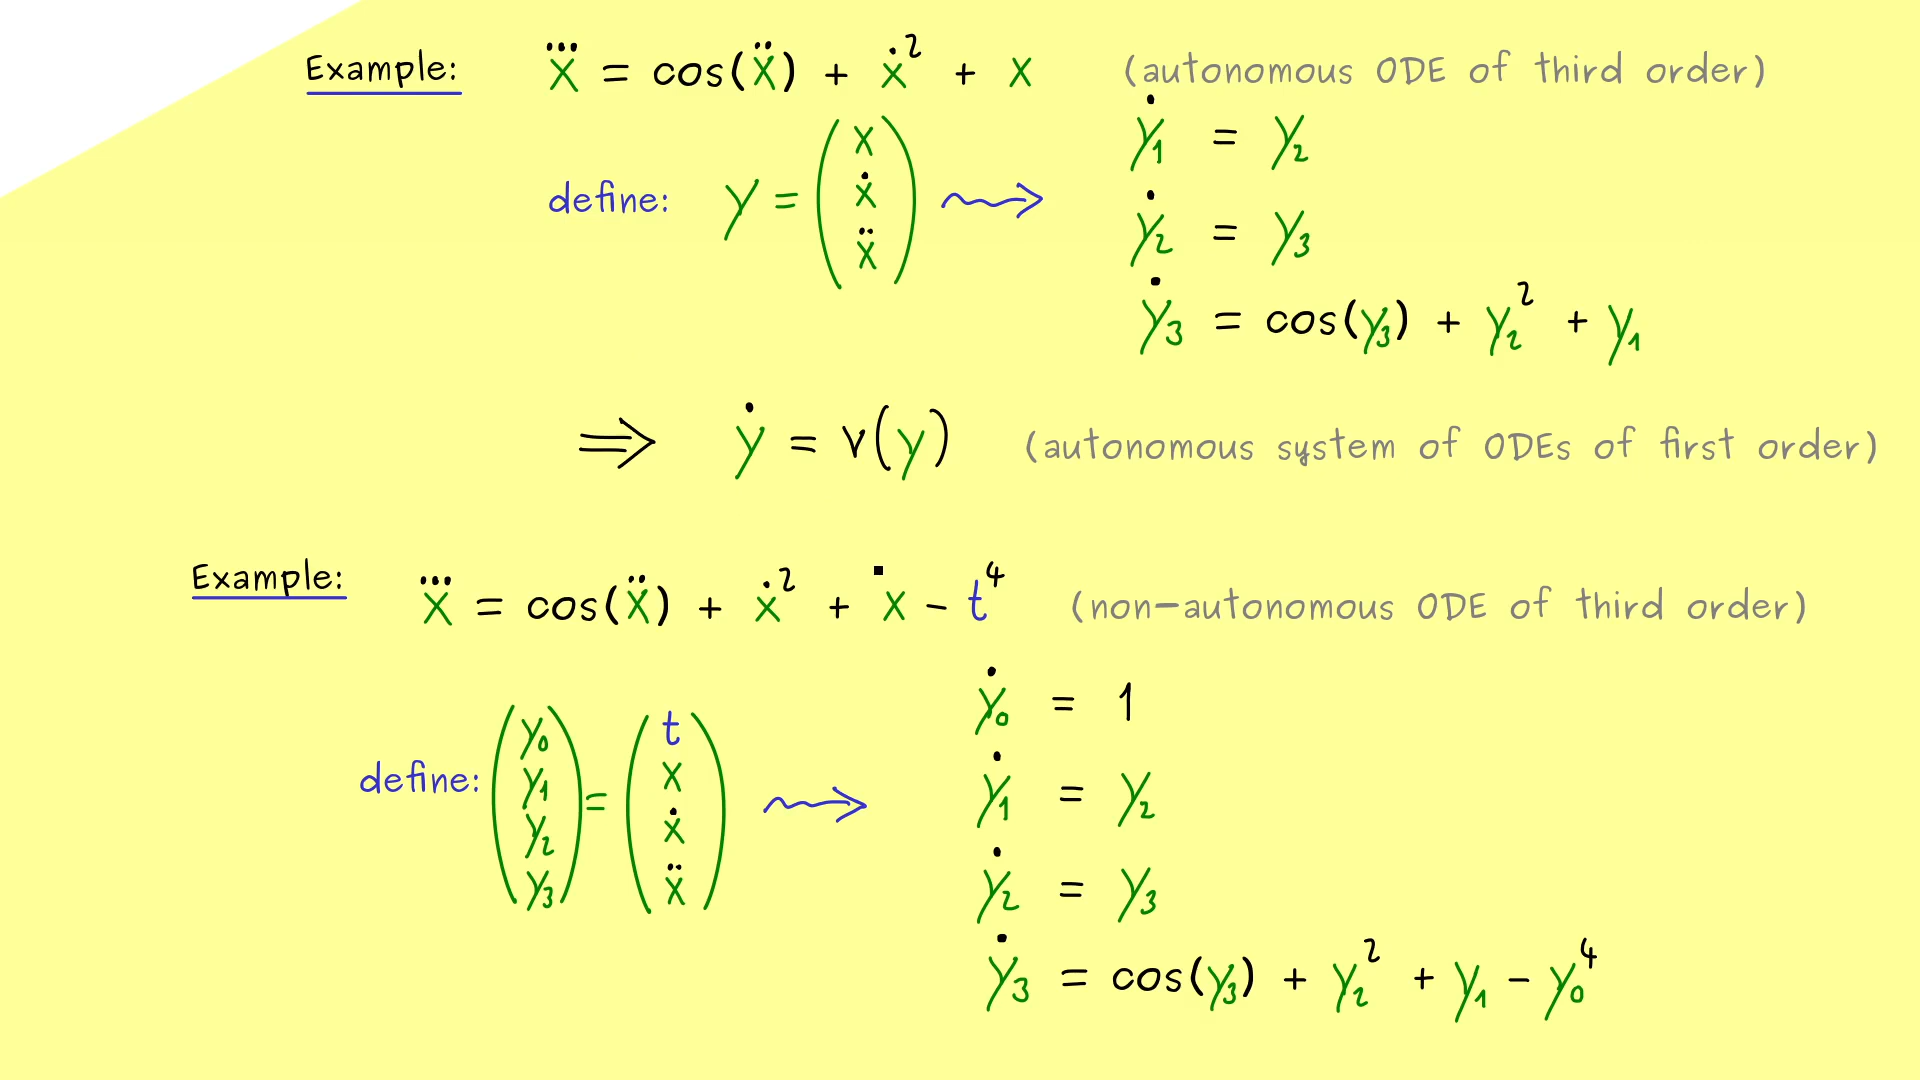 Example: x⃛ = cos(ẍ) + ẋ² + x (autonomous ODE of third order)
define: y = (x ẋ ẍ) ⇝ ẏ₁ = y₂
ẏ₂ = y₃
ẏ₃ = cos(y₃) + y₂² + y₁
⇒ ẏ = v(y) (autonomous system of ODEs of first order)
Example: x⃛ = cos(ẍ) + ẋ² + x − t⁴ (non-autonomous ODE of third order)
define: (y₀ y₁ y₂ y₃) = (t x ẋ ẍ) ⇝ ẏ₀ = 1
ẏ₁ = y₂
ẏ₂ = y₃
ẏ₃ = cos(y₃) + y₂² + y₁ − y₀⁴